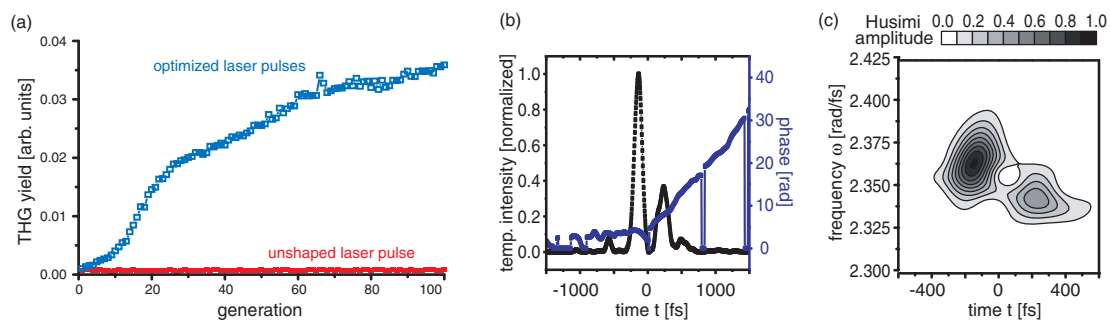 (a)
0.04
0.03
0.02
0.01
0.00
THG yield [arb. units]
optimized laser pulses
unshaped laser pulse
0 20 40 60 80 100
generation
(b)
1.0
0.8
0.6
0.4
0.2
0.0
temp. intensity [normalized]
40
30
20
10
0
phase [rad]
-1000 0 1000
time t [fs]
(c)
Husimi 0.0 0.2 0.4 0.6 0.8 1.0
amplitude
2.425
2.400
2.375
2.350
2.325
2.300
frequency ω [rad/fs]
-400 0 400
time t [fs]